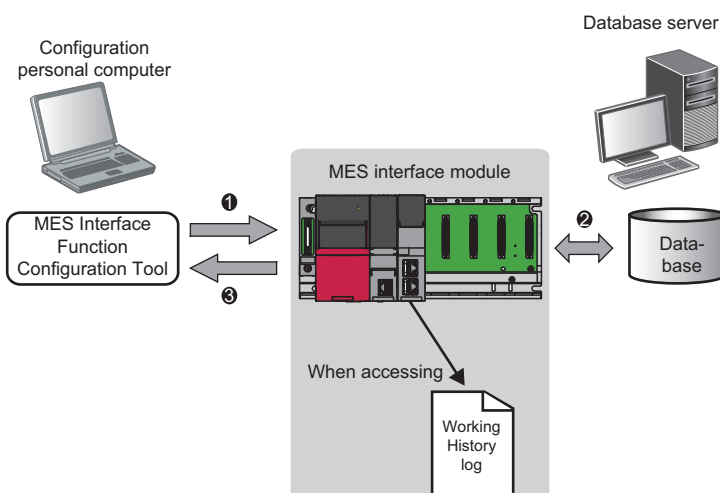 Database server
Configuration
personal computer
MES interface module
❶
MES Interface
Function
Configuration Tool
❷
Data-
base
❸
When accessing
Working
History
log